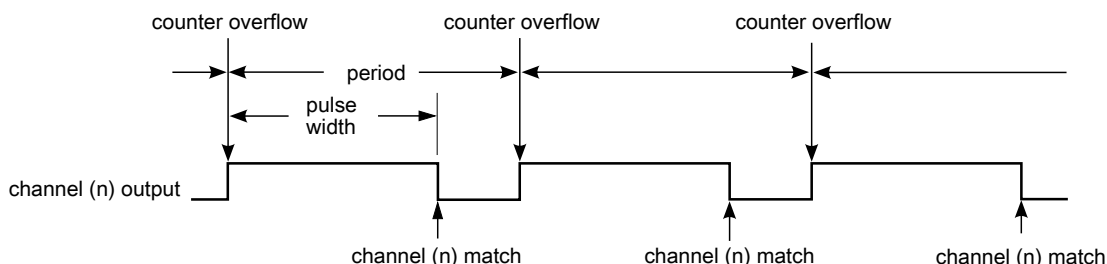 counter overflow
counter overflow
counter overflow
period
pulse
width
channel (n) output
channel (n) match
channel (n) match
channel (n) match